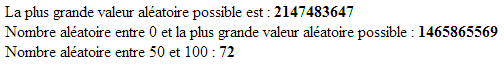 La plus grande valeur aléatoire possible est : 2147483647
Nombre aléatoire entre 0 et la plus grande valeur aléatoire possible : 1465865569
Nombre aléatoire entre 50 et 100 : 72